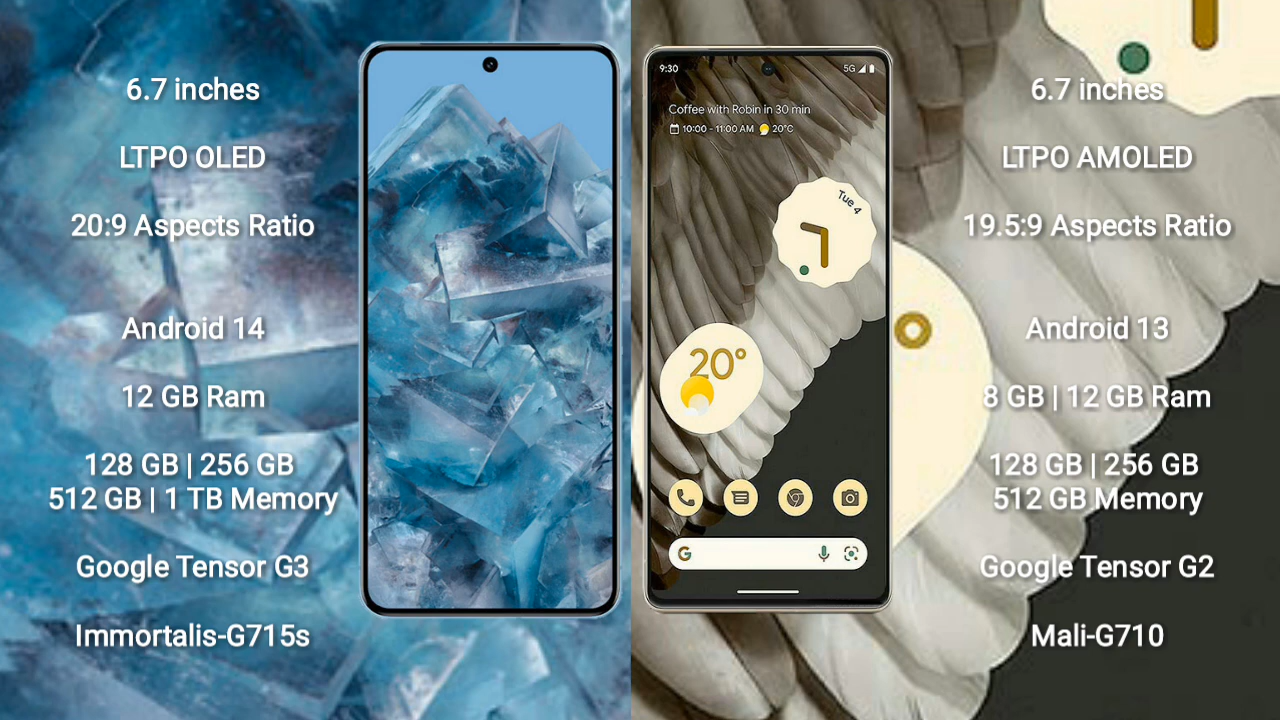 6.7 inches
LTPO OLED
20:9 Aspects Ratio
Android 14
12 GB Ram
128 GB | 256 GB
512 GB | 1 TB Memory
Google Tensor G3
Immortalis-G715s
9:30
5G
Coffee with Robin in 30 min
10:00 - 11:00 AM 20°C
Tue 4
20°
G
6.7 inches
LTPO AMOLED
19.5:9 Aspects Ratio
Android 13
8 GB | 12 GB Ram
128 GB | 256 GB
512 GB Memory
Google Tensor G2
Mali-G710